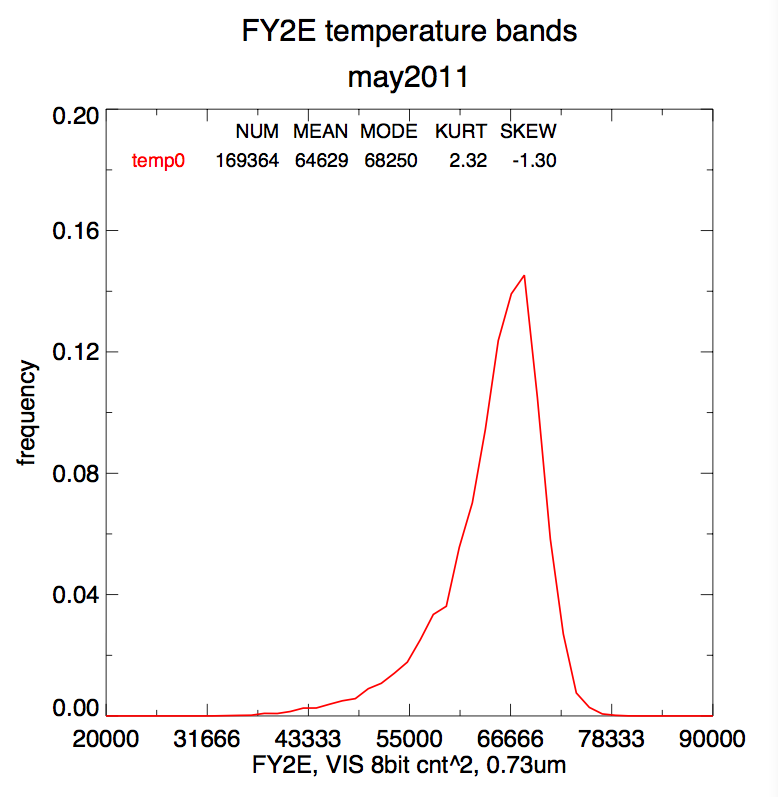 FY2E temperature bands
may2011
0.20
NUM MEAN MODE KURT SKEW
temp0 169364 64629 68250 2.32 -1.30
0.16
0.12
frequency
0.08
0.04
0.00
20000 31666 43333 55000 66666 78333 90000
FY2E, VIS 8bit cnt^2, 0.73um